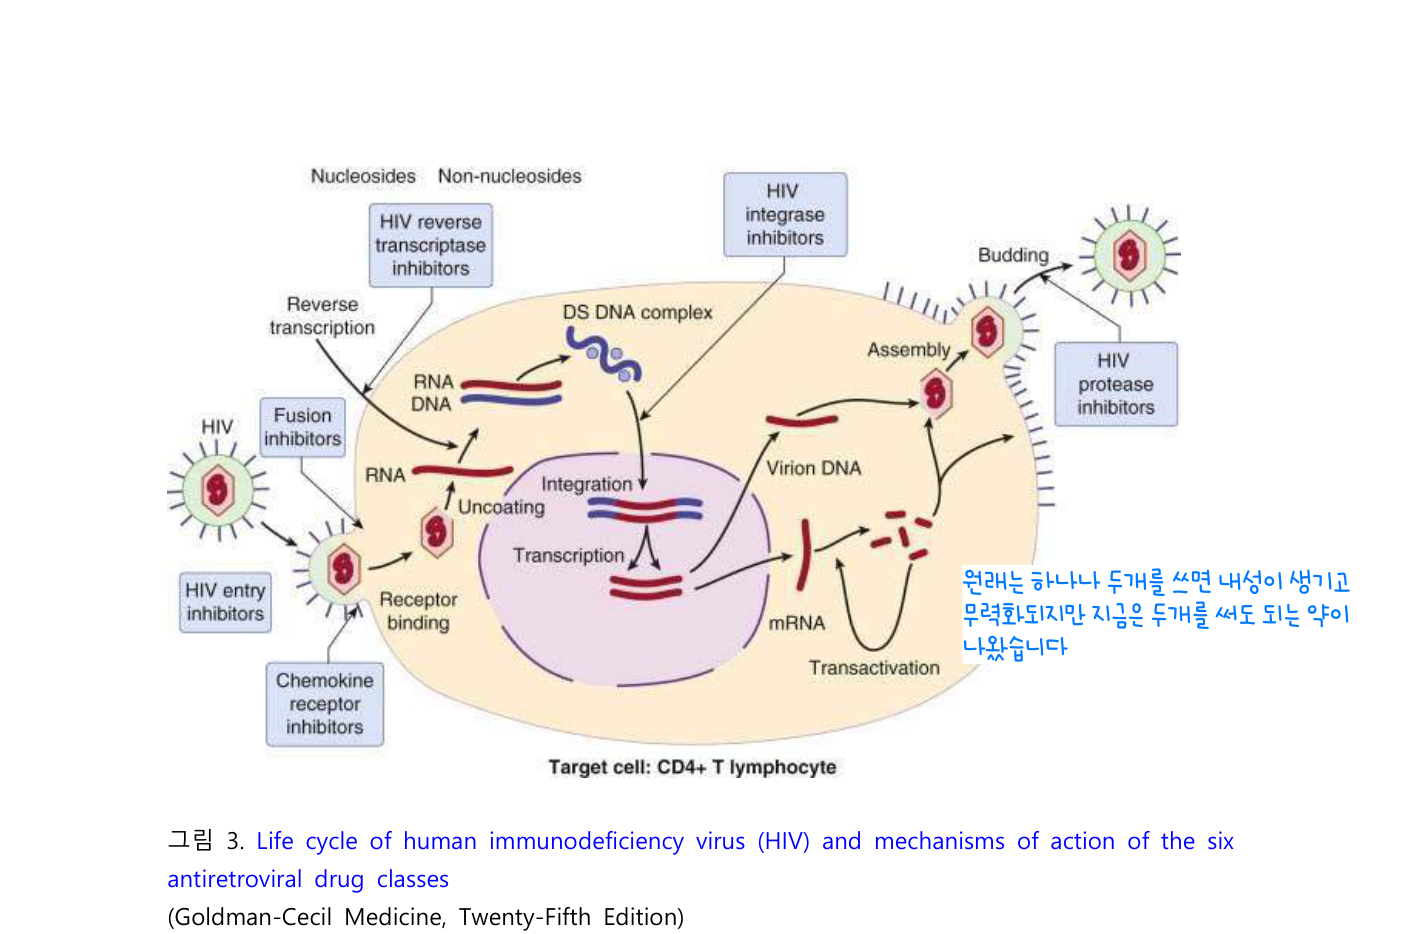 Nucleosides Non-nucleosides
HIV reverse
transcriptase
inhibitors
HIV
integrase
inhibitors
Budding
Reverse
transcription
DS DNA complex
Assembly
HIV
protease
inhibitors
RNA
DNA
Fusion
inhibitors
HIV
RNA
Uncoating
Integration
Virion DNA
Transcription
HIV entry
inhibitors
Receptor
binding
mRNA
Transactivation
Chemokine
receptor
inhibitors
원래는 하나나 두개를 쓰면 내성이 생기고
무력화되지만 지금은 두개를 써도 되는 약이
나왔습니다
Target cell: CD4+ T lymphocyte
그림 3. Life cycle of human immunodeficiency virus (HIV) and mechanisms of action of the six
antiretroviral drug classes
(Goldman-Cecil Medicine, Twenty-Fifth Edition)